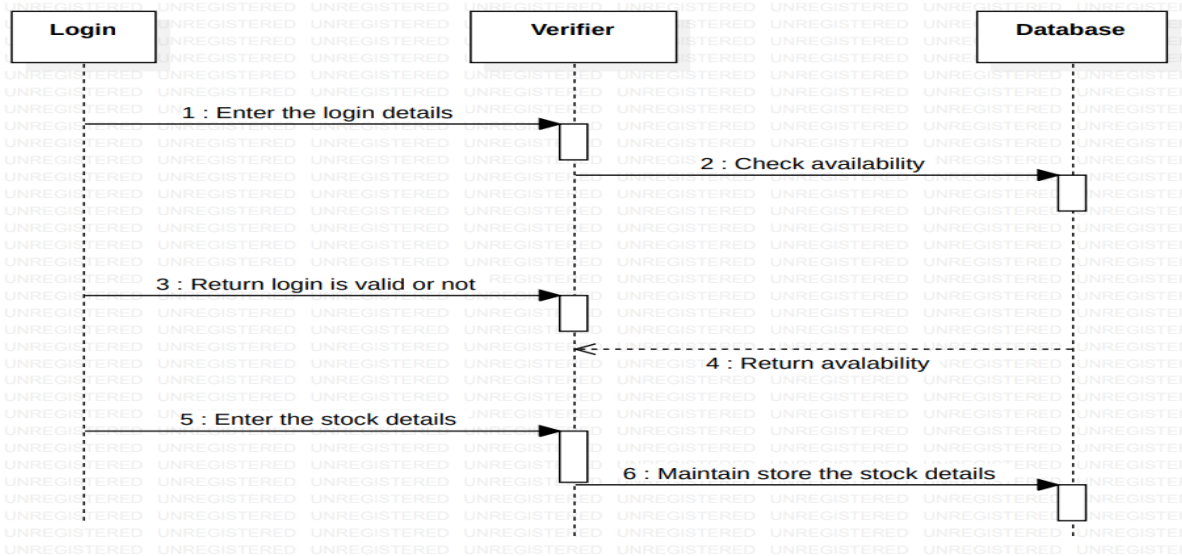 Login
Verifier
Database
1 : Enter the login details
2 : Check availability
3 : Return login is valid or not
4 : Return avalability
5 : Enter the stock details
6 : Maintain store the stock details
UNREGISTERED